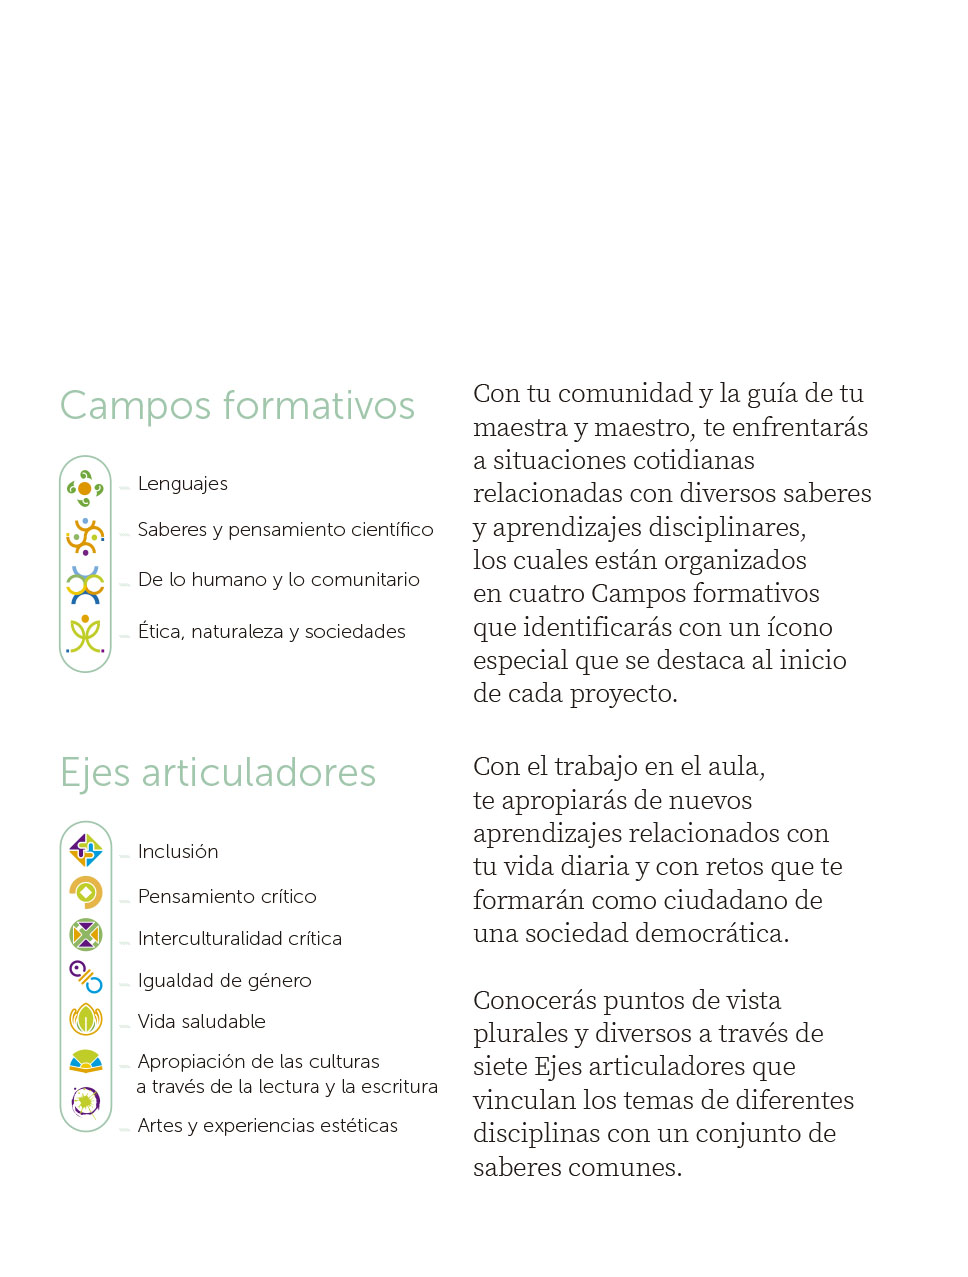 Campos formativos
Lenguajes
Saberes y pensamiento científico
De lo humano y lo comunitario
Ética, naturaleza y sociedades
Con tu comunidad y la guía de tu
maestra y maestro, te enfrentarás
a situaciones cotidianas
relacionadas con diversos saberes
y aprendizajes disciplinares,
los cuales están organizados
en cuatro Campos formativos
que identificarás con un ícono
especial que se destaca al inicio
de cada proyecto.
Ejes articuladores
Inclusión
Pensamiento crítico
Interculturalidad crítica
Igualdad de género
Vida saludable
Apropiación de las culturas
a través de la lectura y la escritura
Artes y experiencias estéticas
Con el trabajo en el aula,
te apropiarás de nuevos
aprendizajes relacionados con
tu vida diaria y con retos que te
formarán como ciudadano de
una sociedad democrática.
Conocerás puntos de vista
plurales y diversos a través de
siete Ejes articuladores que
vinculan los temas de diferentes
disciplinas con un conjunto de
saberes comunes.